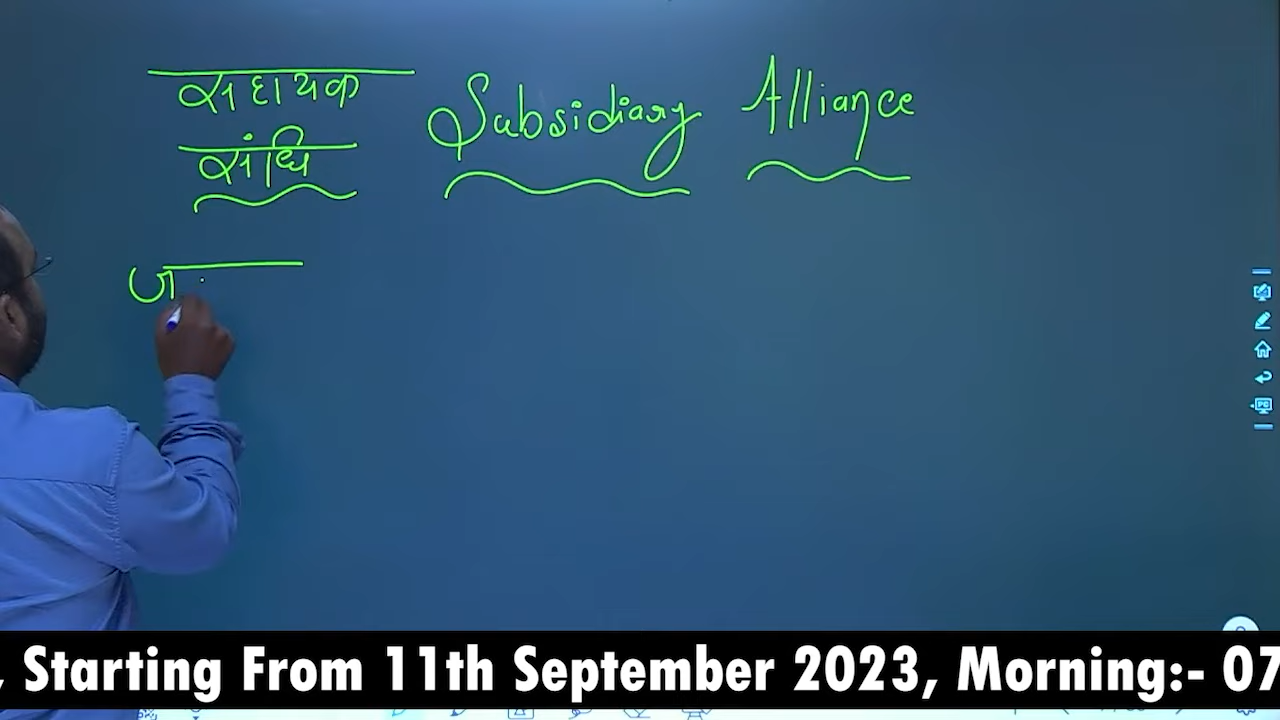 सहायक
संधि
Subsidiary Alliance
, Starting From 11th September 2023, Morning:- 07